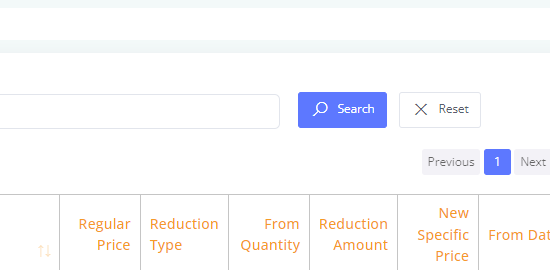 Search Reset
Previous 1 Next
Regular Price Reduction Type From Quantity Reduction Amount New Specific Price From Dat